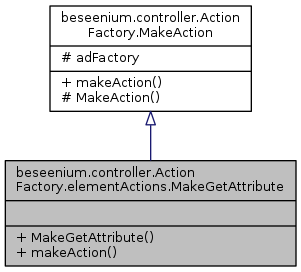 beseenium.controller.Action
Factory.MakeAction
# adFactory
+ makeAction()
# MakeAction()
beseenium.controller.Action
Factory.elementActions.MakeGetAttribute
+ MakeGetAttribute()
+ makeAction()